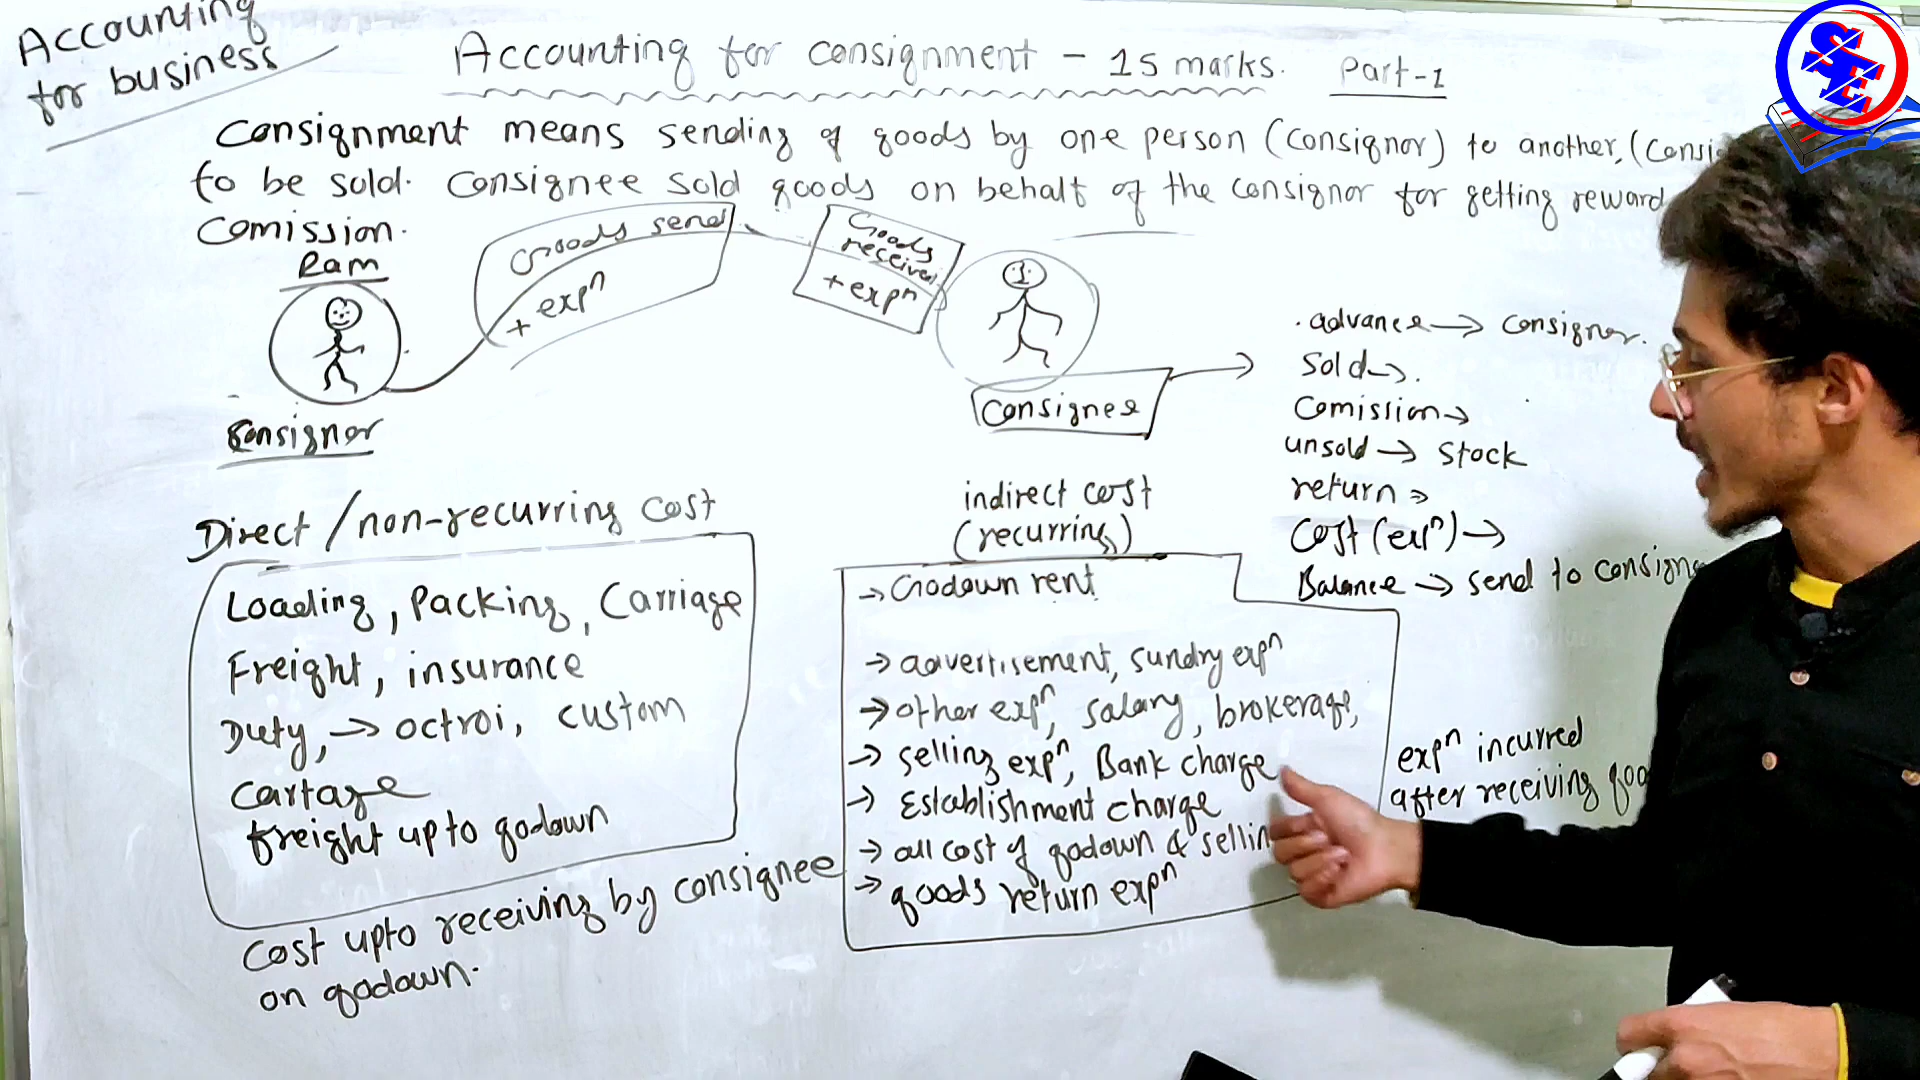 Accounting
for business
Accounting for consignment - 15 marks. Part-1
Consignment means sending of goods by one person (consignor) to another, (consi
to be sold. Consignee sold goods on behalf of the consignor for getting reward
Comission.
Ram
Goods send
+ expⁿ
Goods
received
+ expⁿ
Consignor
Consignee
advance → consignor.
Sold →
Comission →
unsold → Stock
return →
Cost (expⁿ) →
Balance → send to consign
Direct / non-recurring cost
Loading, Packing, Carriage
Freight, insurance
Duty, → octroi, custom
Cartage
freight up to godown
Cost upto receiving by consignee
on godown.
indirect cost
(recurring)
→ Godown rent
→ advertisement, sundry expⁿ
→ other expⁿ, salary, brokerage,
→ selling expⁿ, Bank charge
→ Establishment charge
→ all cost of godown & sellin
→ goods return expⁿ
expⁿ incurred
after receiving goo
SEE